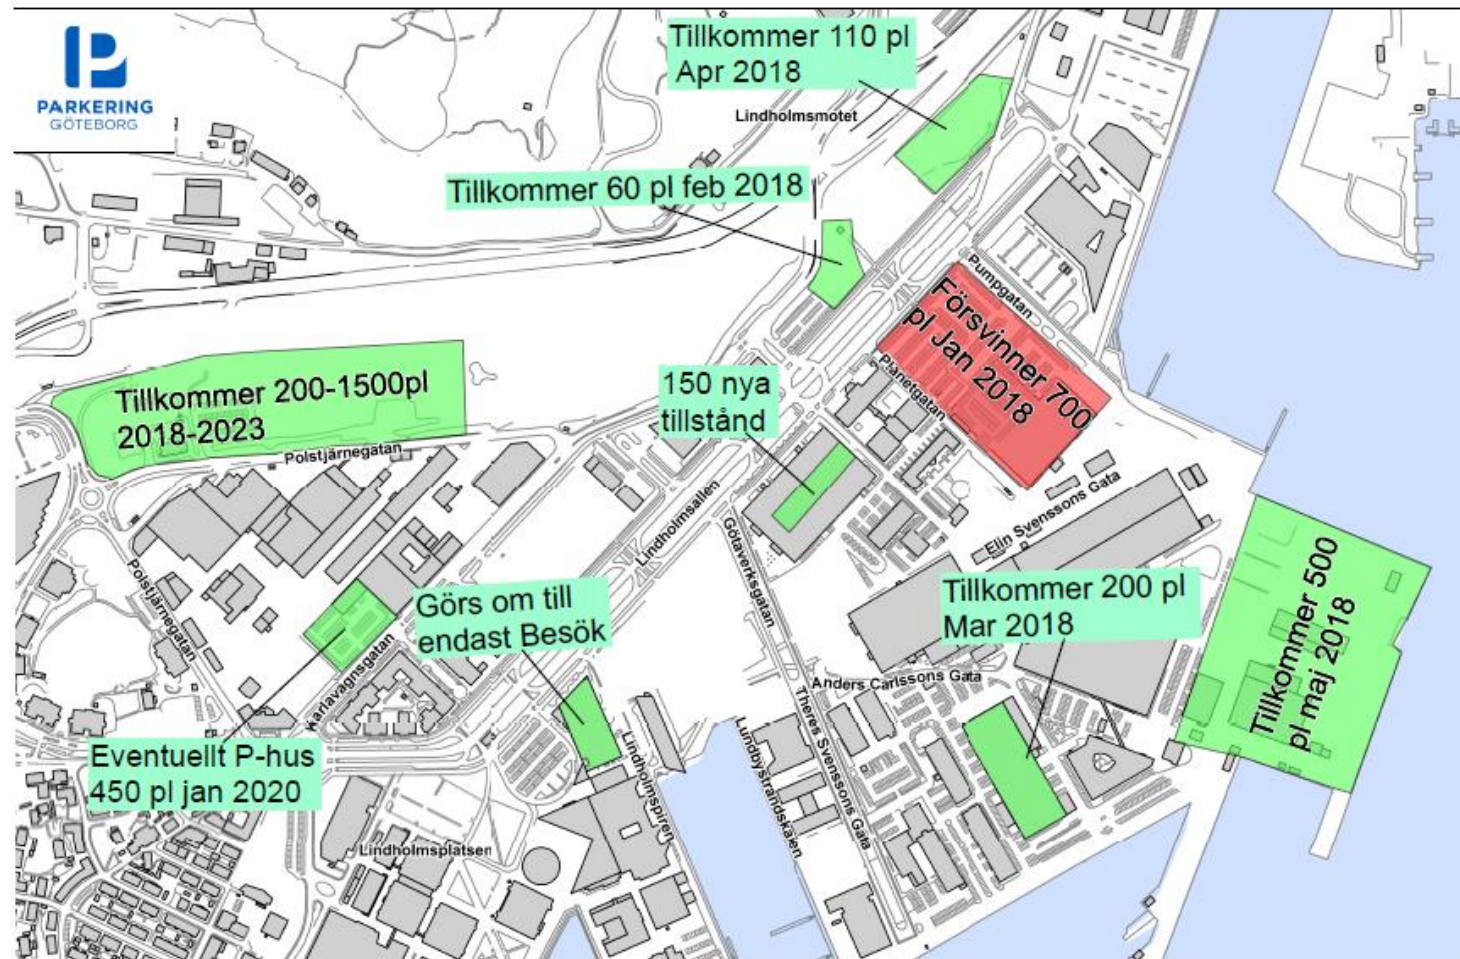 PARKERING
GÖTEBORG
Tillkommer 110 pl
Apr 2018
Lindholmsmotet
Tillkommer 60 pl feb 2018
Pumpgatan
Försvinner 700
pl Jan 2018
Planetgatan
Tillkommer 200-1500pl
2018-2023
Polstjärnegatan
150 nya
tillstånd
Lindholmsallen
Götaverksgatan
Elin Svenssons Gata
Tillkommer 500
pl maj 2018
Polstjärnegatan
Görs om till
endast Besök
Tillkommer 200 pl
Mar 2018
Karlavagnsgatan
Anders Carlssons Gata
Eventuellt P-hus
450 pl jan 2020
Lindholmspiren
Lundbystrandskajen
Theres Svenssons Gata
Lindholmsplatsen